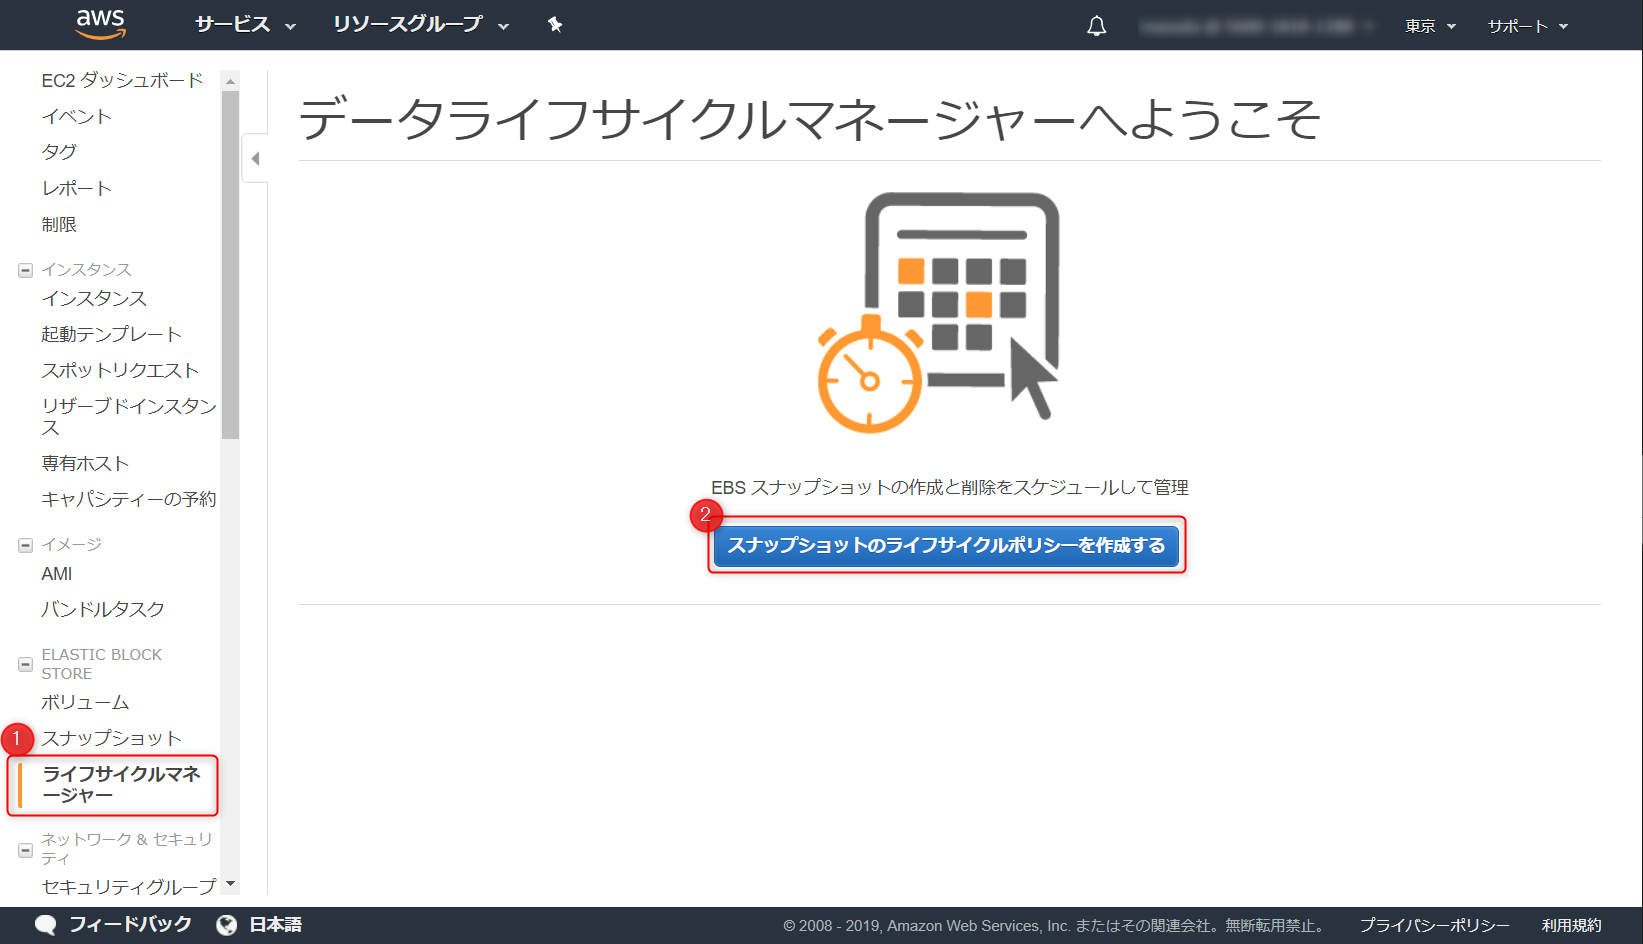 aws
サービス
リソースグループ
東京
サポート
EC2 ダッシュボード
イベント
タグ
レポート
制限
インスタンス
インスタンス
起動テンプレート
スポットリクエスト
リザーブドインスタン
ス
専有ホスト
キャパシティーの予約
イメージ
AMI
バンドルタスク
ELASTIC BLOCK
STORE
ボリューム
1
スナップショット
ライフサイクルマネ
ージャー
ネットワーク & セキュリ
ティ
セキュリティグループ
データライフサイクルマネージャーへようこそ
EBS スナップショットの作成と削除をスケジュールして管理
2
スナップショットのライフサイクルポリシーを作成する
フィードバック
日本語
© 2008 - 2019, Amazon Web Services, Inc. またはその関連会社。無断転用禁止。
プライバシーポリシー
利用規約